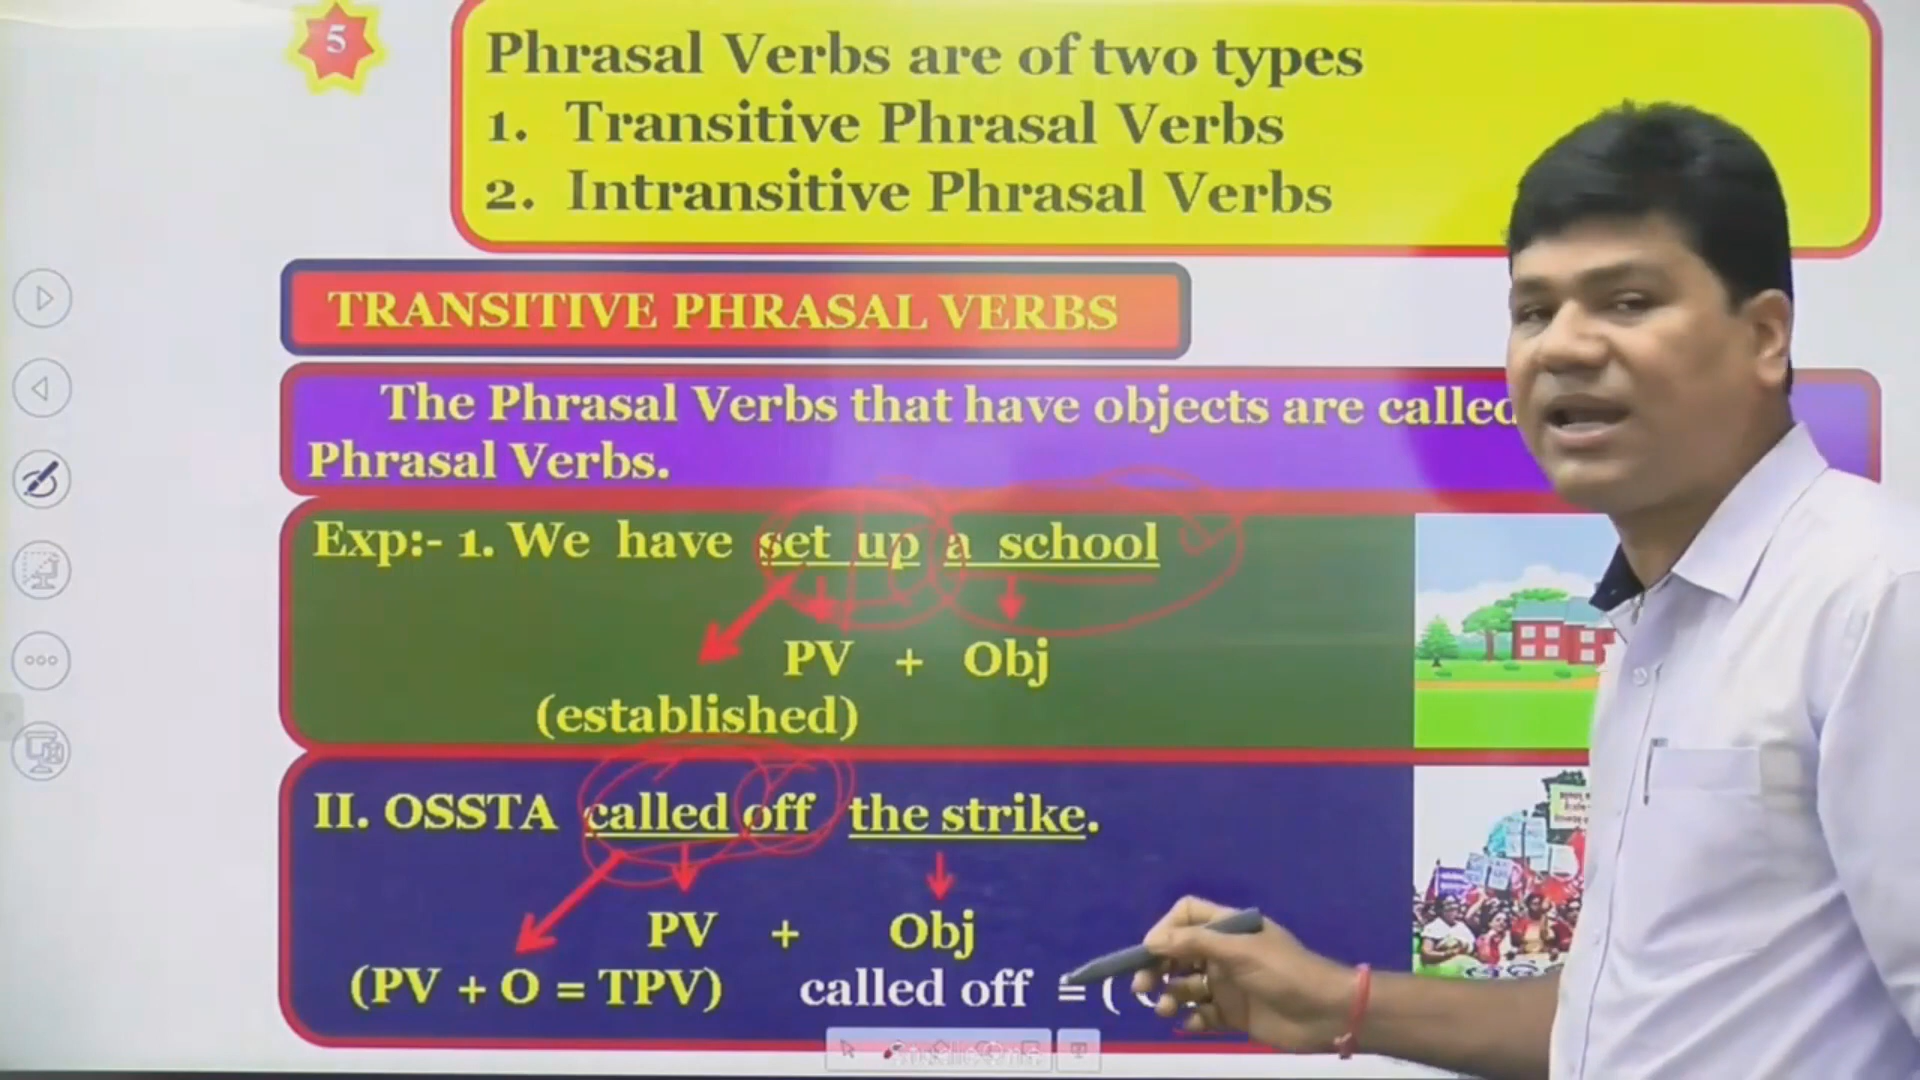 5
Phrasal Verbs are of two types
1. Transitive Phrasal Verbs
2. Intransitive Phrasal Verbs
TRANSITIVE PHRASAL VERBS
The Phrasal Verbs that have objects are called
Phrasal Verbs.
Exp:- 1. We have set up a school
PV + Obj
(established)
II. OSSTA called off the strike.
PV + Obj
(PV + O = TPV) called off = (